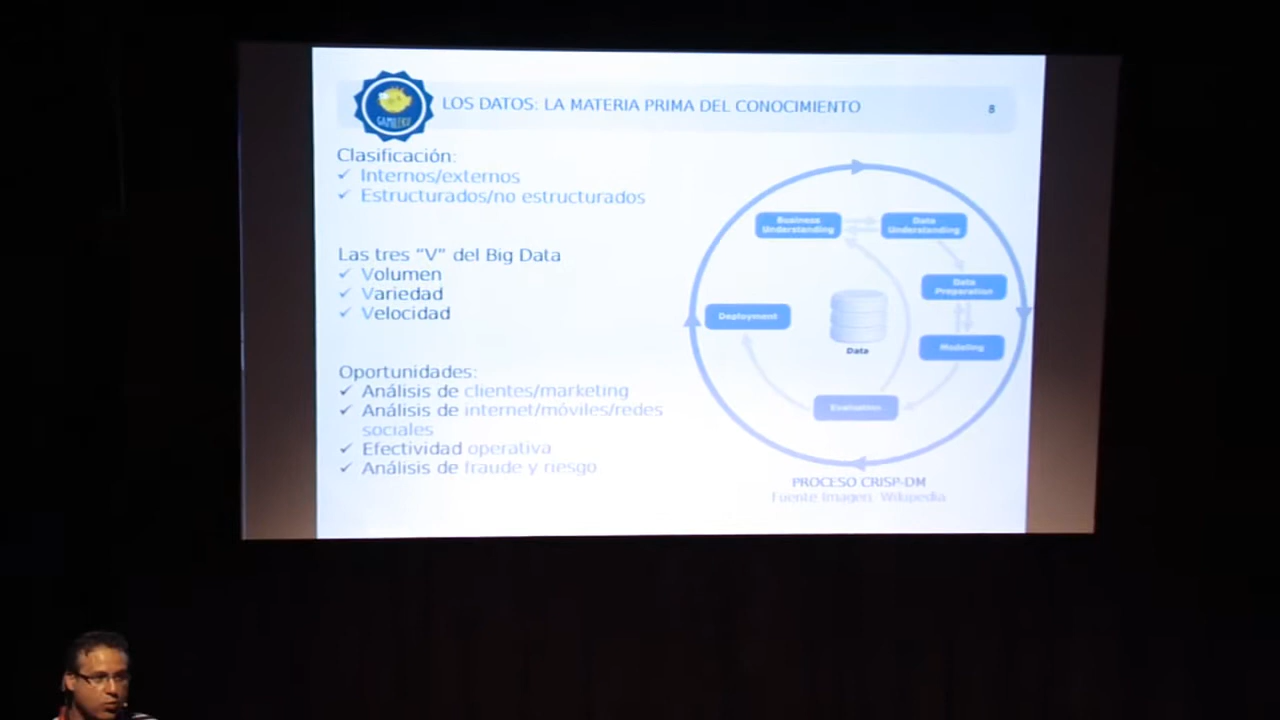 LOS DATOS: LA MATERIA PRIMA DEL CONOCIMIENTO
8
Clasificación:
✓ Internos/externos
✓ Estructurados/no estructurados
Las tres “V” del Big Data
✓ Volumen
✓ Variedad
✓ Velocidad
Oportunidades:
✓ Análisis de clientes/marketing
✓ Análisis de internet/móviles/redes
sociales
✓ Efectividad operativa
✓ Análisis de fraude y riesgo
Business
Understanding
Data
Understanding
Data
Preparation
Modeling
Evaluation
Deployment
Data
PROCESO CRISP-DM
Fuente Imagen: Wikipedia